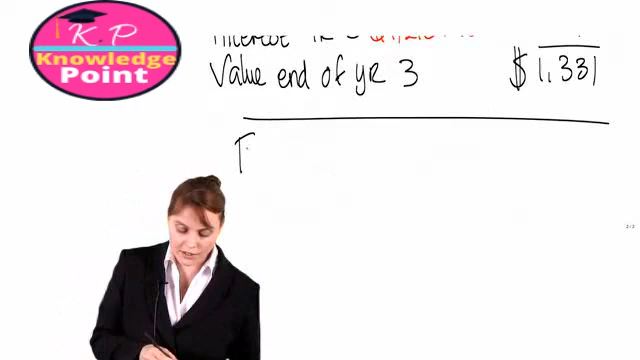 K.P
Knowledge
Point
Value end of yr 3 $1,331